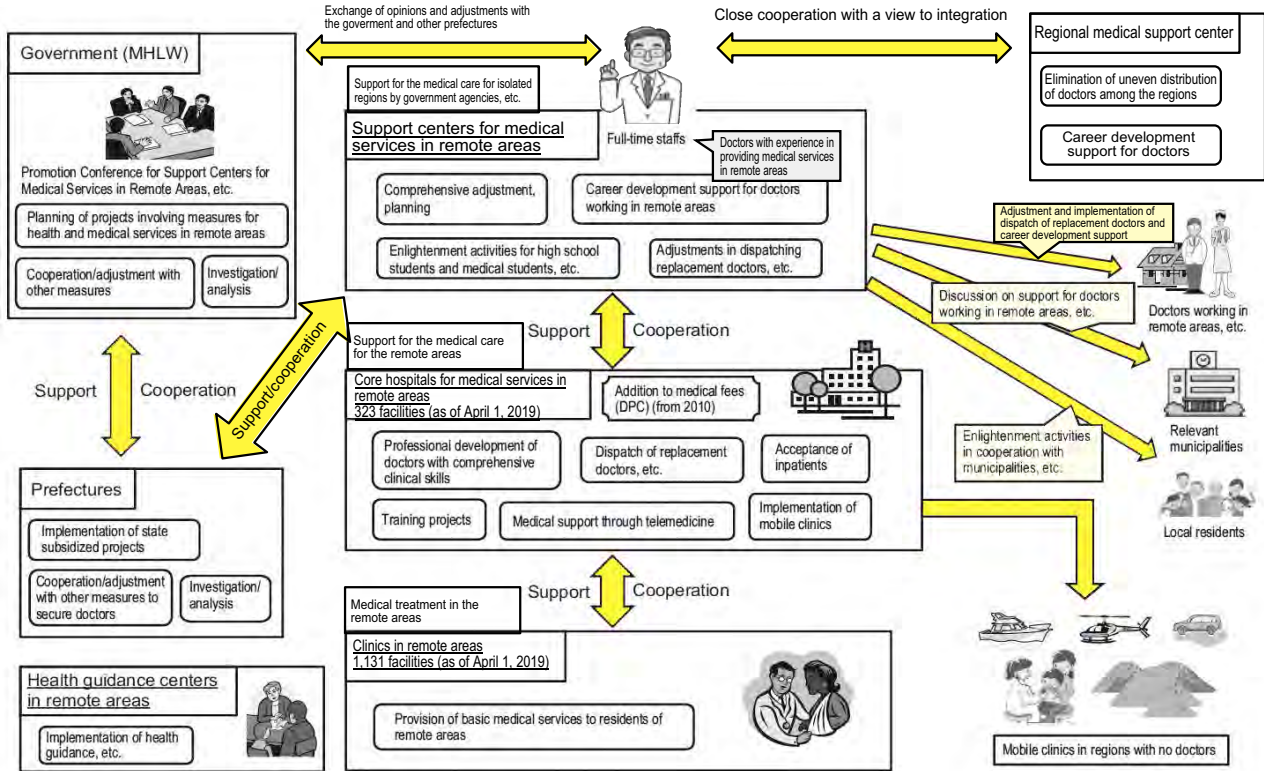 Exchange of opinions and adjustments with
the goverment and other prefectures
Close cooperation with a view to integration
Government (MHLW)
Promotion Conference for Support Centers for
Medical Services in Remote Areas, etc.
Planning of projects involving measures for
health and medical services in remote areas
Cooperation/adjustment with
other measures
Investigation/
analysis
Support for the medical care for isolated
regions by government agencies, etc.
Support centers for medical
services in remote areas
Full-time staffs
Doctors with experience in
providing medical services
in remote areas
Comprehensive adjustment,
planning
Career development support for doctors
working in remote areas
Enlightenment activities for high school
students and medical students, etc.
Adjustments in dispatching
replacement doctors, etc.
Regional medical support center
Elimination of uneven distribution
of doctors among the regions
Career development
support for doctors
Adjustment and implementation of
dispatch of replacement doctors and
career development support
Doctors working in
remote areas, etc.
Discussion on support for doctors
working in remote areas, etc.
Relevant
municipalities
Enlightenment activities
in cooperation with
municipalities, etc.
Local residents
Support
Cooperation
Support/cooperation
Support
Cooperation
Support for the medical care
for the remote areas
Core hospitals for medical services in
remote areas
323 facilities (as of April 1, 2019)
Addition to medical fees
(DPC) (from 2010)
Professional development of
doctors with comprehensive
clinical skills
Dispatch of replacement
doctors, etc.
Acceptance of
inpatients
Training projects
Medical support through telemedicine
Implementation of
mobile clinics
Prefectures
Implementation of state
subsidized projects
Cooperation/adjustment
with other measures to
secure doctors
Investigation/
analysis
Support
Cooperation
Medical treatment in the
remote areas
Clinics in remote areas
1,131 facilities (as of April 1, 2019)
Provision of basic medical services to residents of
remote areas
Health guidance centers
in remote areas
Implementation of health
guidance, etc.
Mobile clinics in regions with no doctors